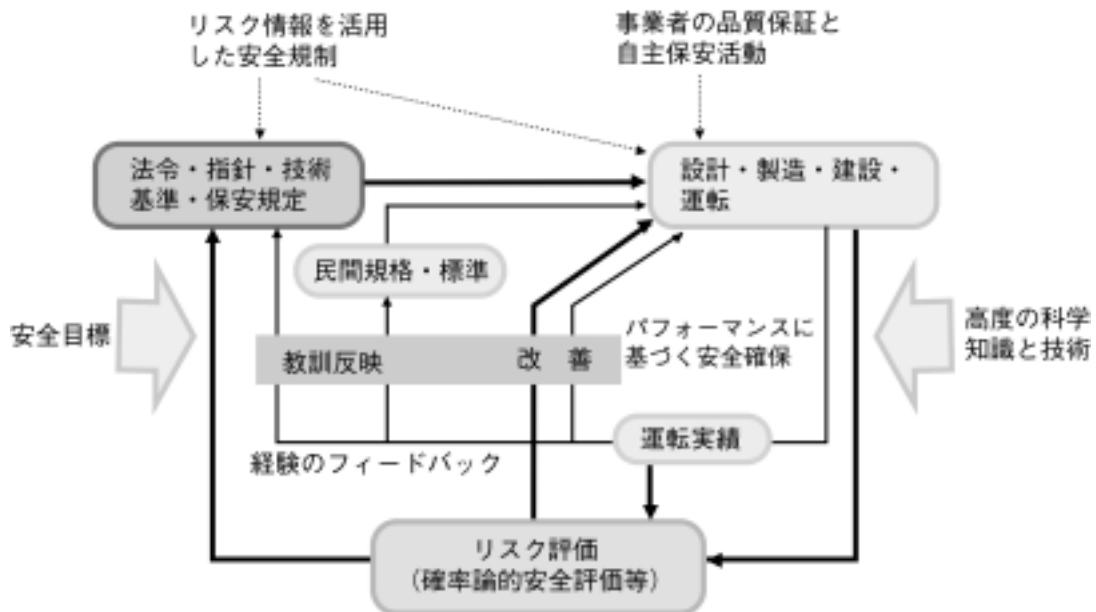 リスク情報を活用
した安全規制
事業者の品質保証と
自主保安活動
法令・指針・技術
基準・保安規定
設計・製造・建設・
運転
民間規格・標準
安全目標
パフォーマンスに
基づく安全確保
高度の科学
知識と技術
教訓反映
改 善
運転実績
経験のフィードバック
リスク評価
（確率論的安全評価等）